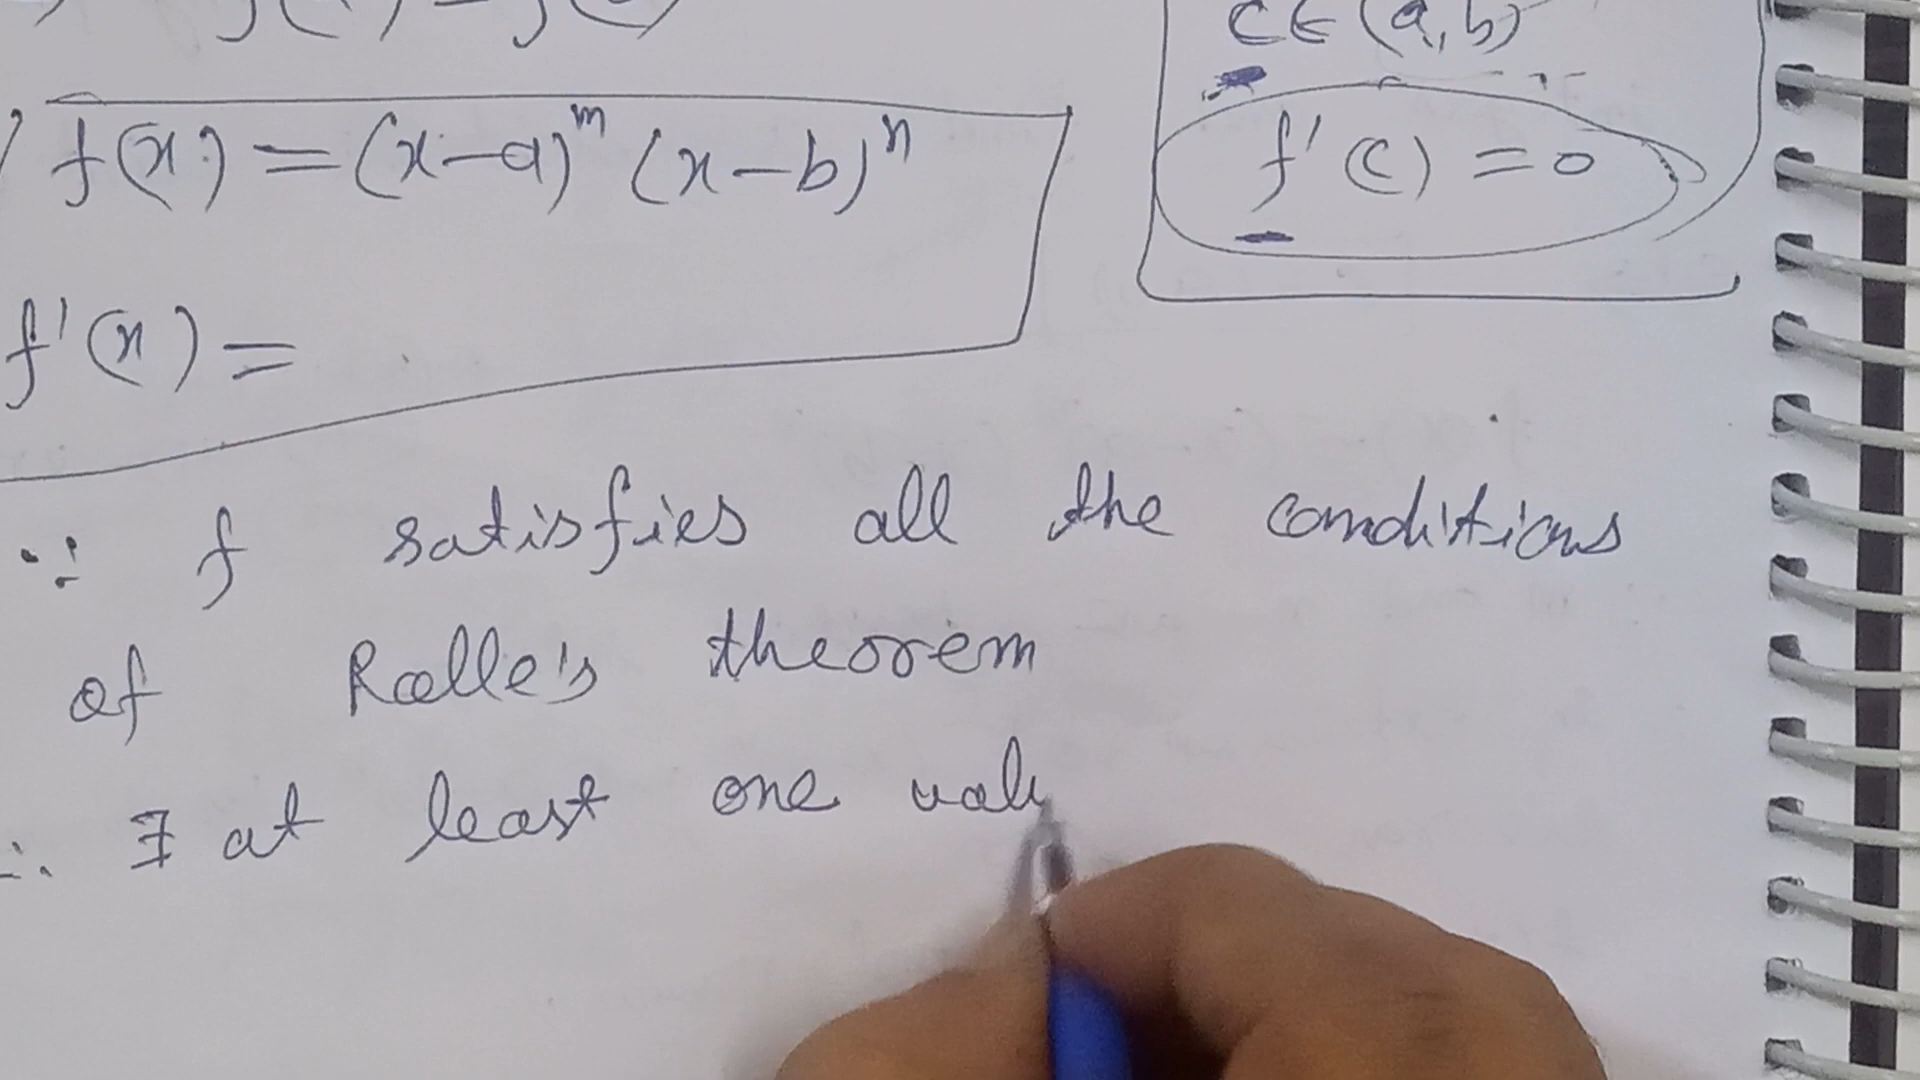 c∈(a,b)
f(x) = (x-a)^m (x-b)^n
f'(c) = 0
f'(x) =
∵ f satisfies all the conditions
of Rolle's theorem
∴ ∃ at least one valu